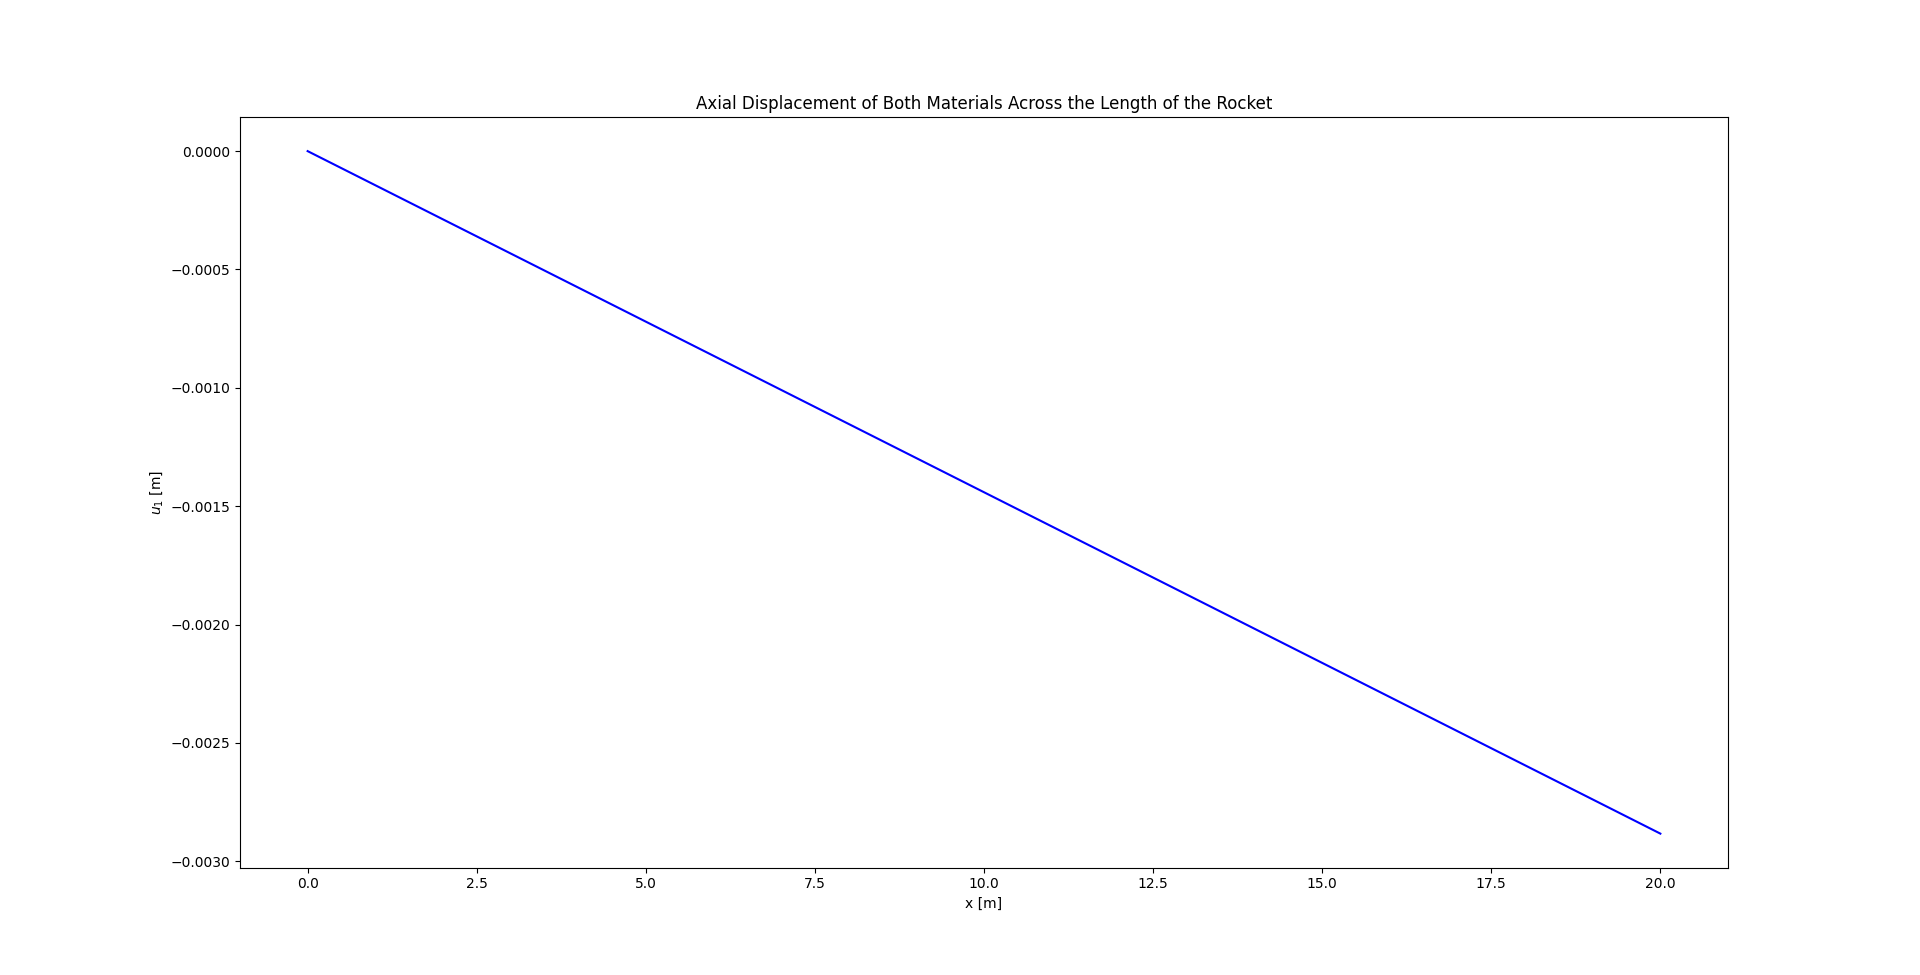 Axial Displacement of Both Materials Across the Length of the Rocket
0.0000
−0.0005
−0.0010
−0.0015
−0.0020
−0.0025
−0.0030
u₁ [m]
0.0 2.5 5.0 7.5 10.0 12.5 15.0 17.5 20.0
x [m]